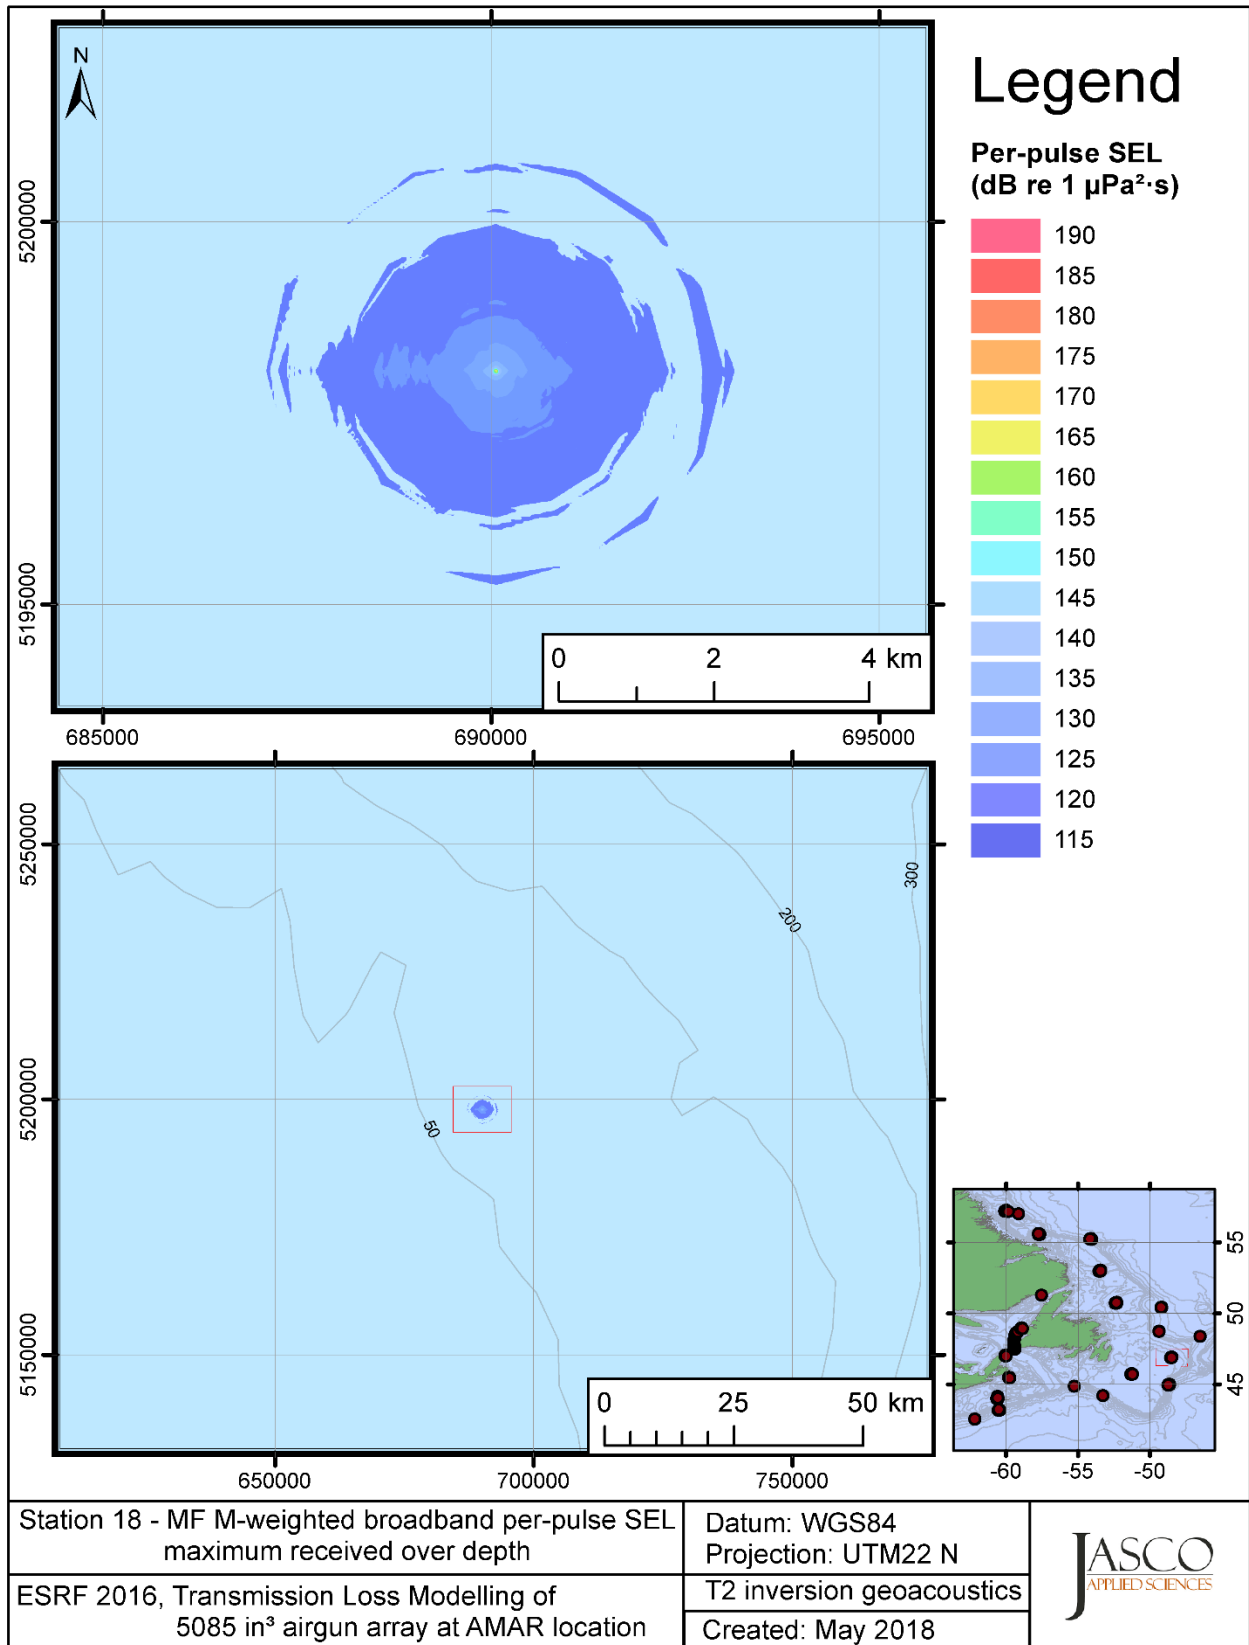 N
5200000
5195000
0 2 4 km
685000 690000 695000
Legend
Per-pulse SEL
(dB re 1 µPa²·s)
190
185
180
175
170
165
160
155
150
145
140
135
130
125
120
115
5250000
5200000
5150000
300
200
50
0 25 50 km
650000 700000 750000
55
50
45
-60 -55 -50
Station 18 - MF M-weighted broadband per-pulse SEL
maximum received over depth
ESRF 2016, Transmission Loss Modelling of
5085 in³ airgun array at AMAR location
Datum: WGS84
Projection: UTM22 N
T2 inversion geoacoustics
Created: May 2018
JASCO
APPLIED SCIENCES